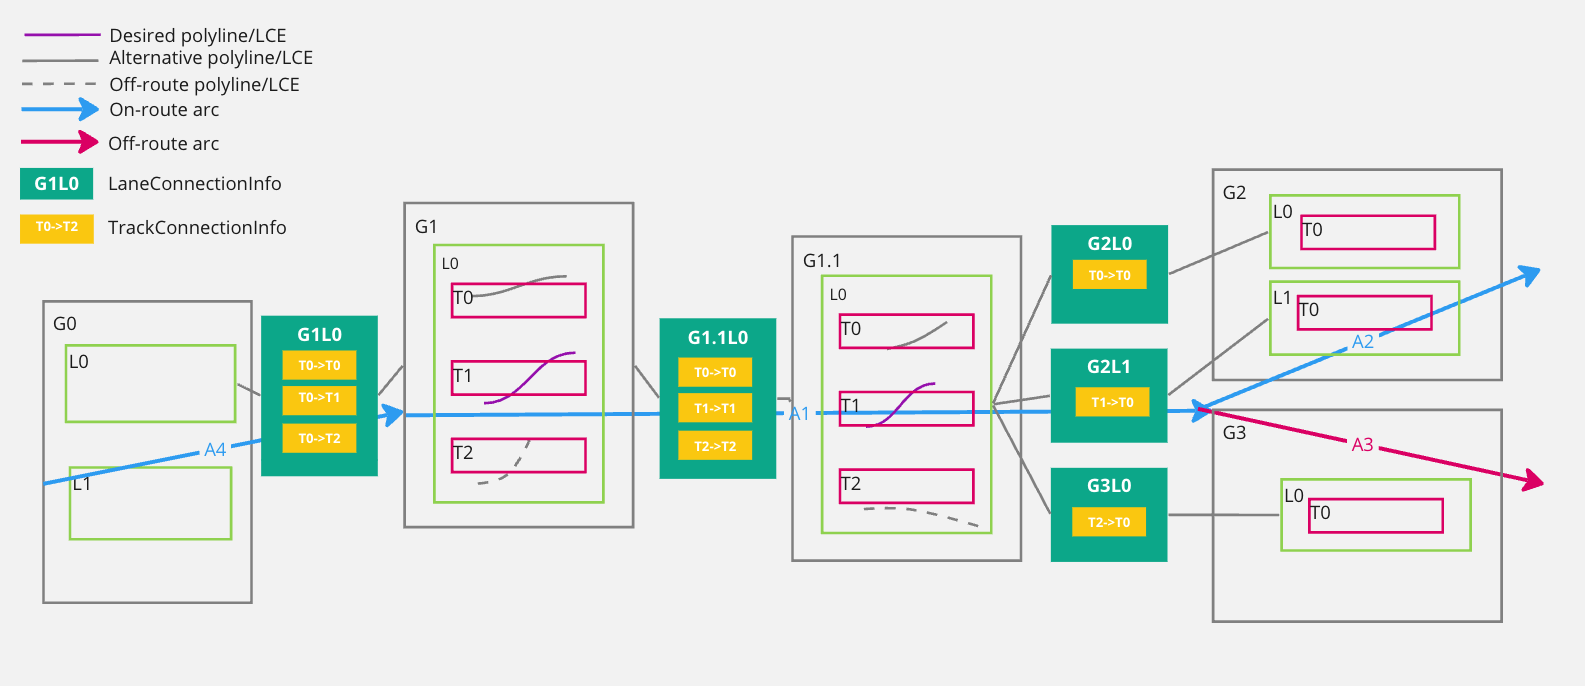 Desired polyline/LCE
Alternative polyline/LCE
Off-route polyline/LCE
On-route arc
Off-route arc
G1L0 LaneConnectionInfo
T0->T2 TrackConnectionInfo
G0
L0
L1
A4
G1L0
T0->T0
T0->T1
T0->T2
G1
L0
T0
T1
T2
G1.1L0
T0->T0
T1->T1
T2->T2
A1
G1.1
L0
T0
T1
T2
G2L0
T0->T0
G2L1
T1->T0
G3L0
T2->T0
G2
L0
T0
L1
T0
A2
G3
A3
L0
T0